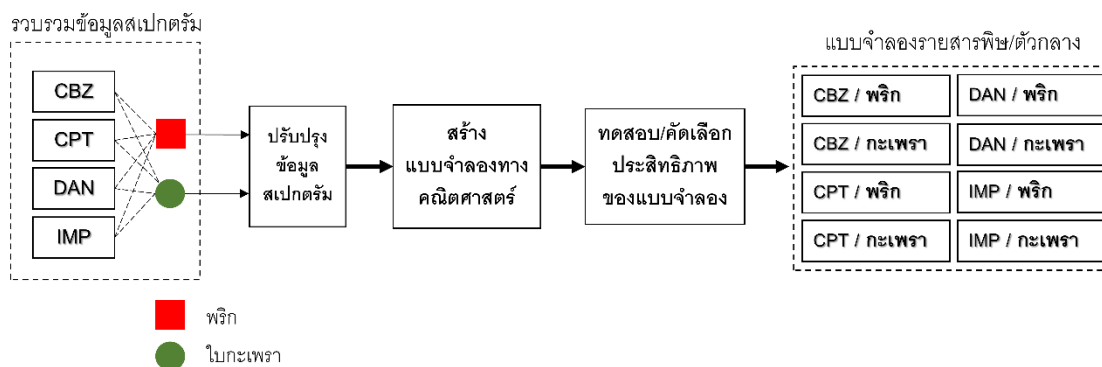 รวบรวมข้อมูลสเปกตรัม
CBZ
CPT
DAN
IMP
ปรับปรุง
ข้อมูล
สเปกตรัม
สร้าง
แบบจำลองทาง
คณิตศาสตร์
ทดสอบ/คัดเลือก
ประสิทธิภาพ
ของแบบจำลอง
แบบจำลองรายสารพิษ/ตัวกลาง
CBZ / พริก
DAN / พริก
CBZ / กะเพรา
DAN / กะเพรา
CPT / พริก
IMP / พริก
CPT / กะเพรา
IMP / กะเพรา
พริก
ใบกะเพรา